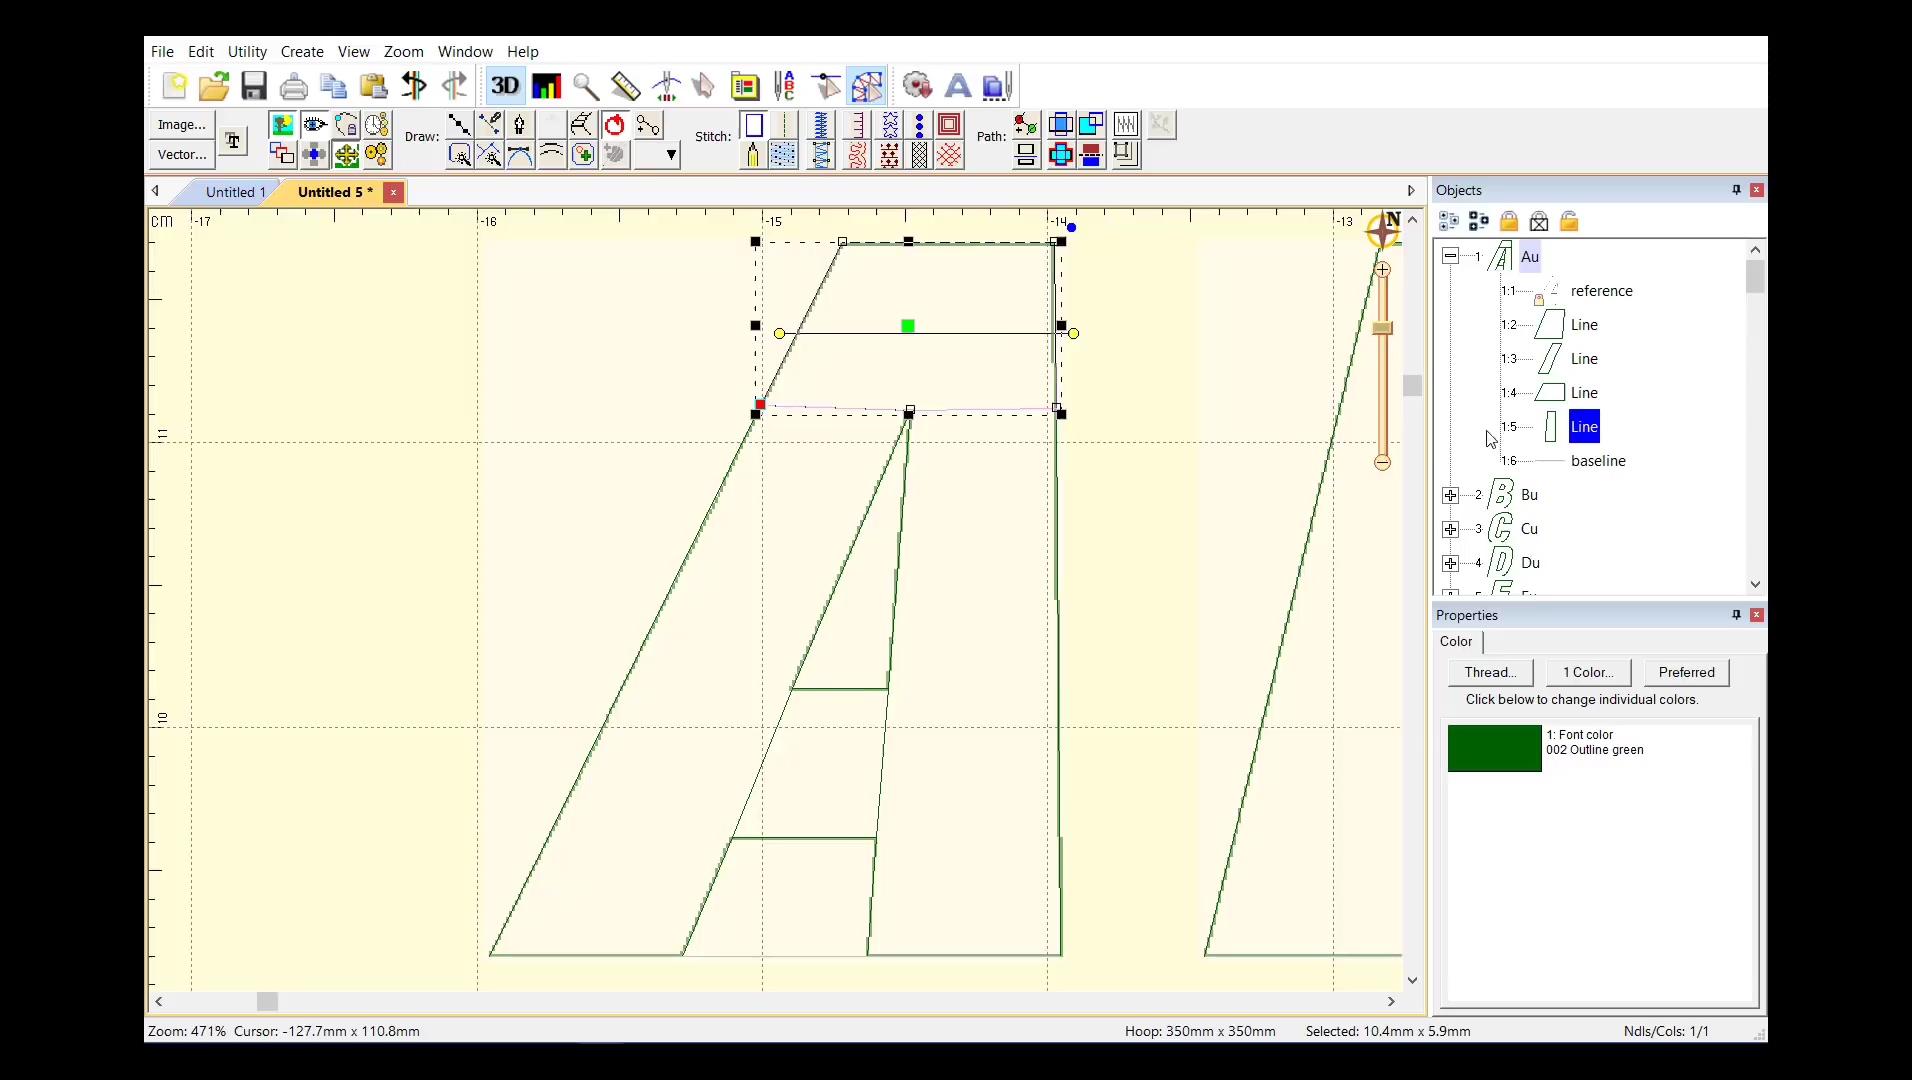 File Edit Utility Create View Zoom Window Help
3D A B C A
Image... T Draw: Stitch: Path:
Vector...
Untitled 1 Untitled 5 * x
CM -17 -16 -15 -14 -13 N
11
10
Objects
1 Au
1:1 reference
1:2 Line
1:3 Line
1:4 Line
1:5 Line
1:6 baseline
2 Bu
3 Cu
4 Du
Properties
Color
Thread... 1 Color... Preferred
Click below to change individual colors.
1: Font color
002 Outline green
Zoom: 471% Cursor: -127.7mm x 110.8mm Hoop: 350mm x 350mm Selected: 10.4mm x 5.9mm Ndls/Cols: 1/1